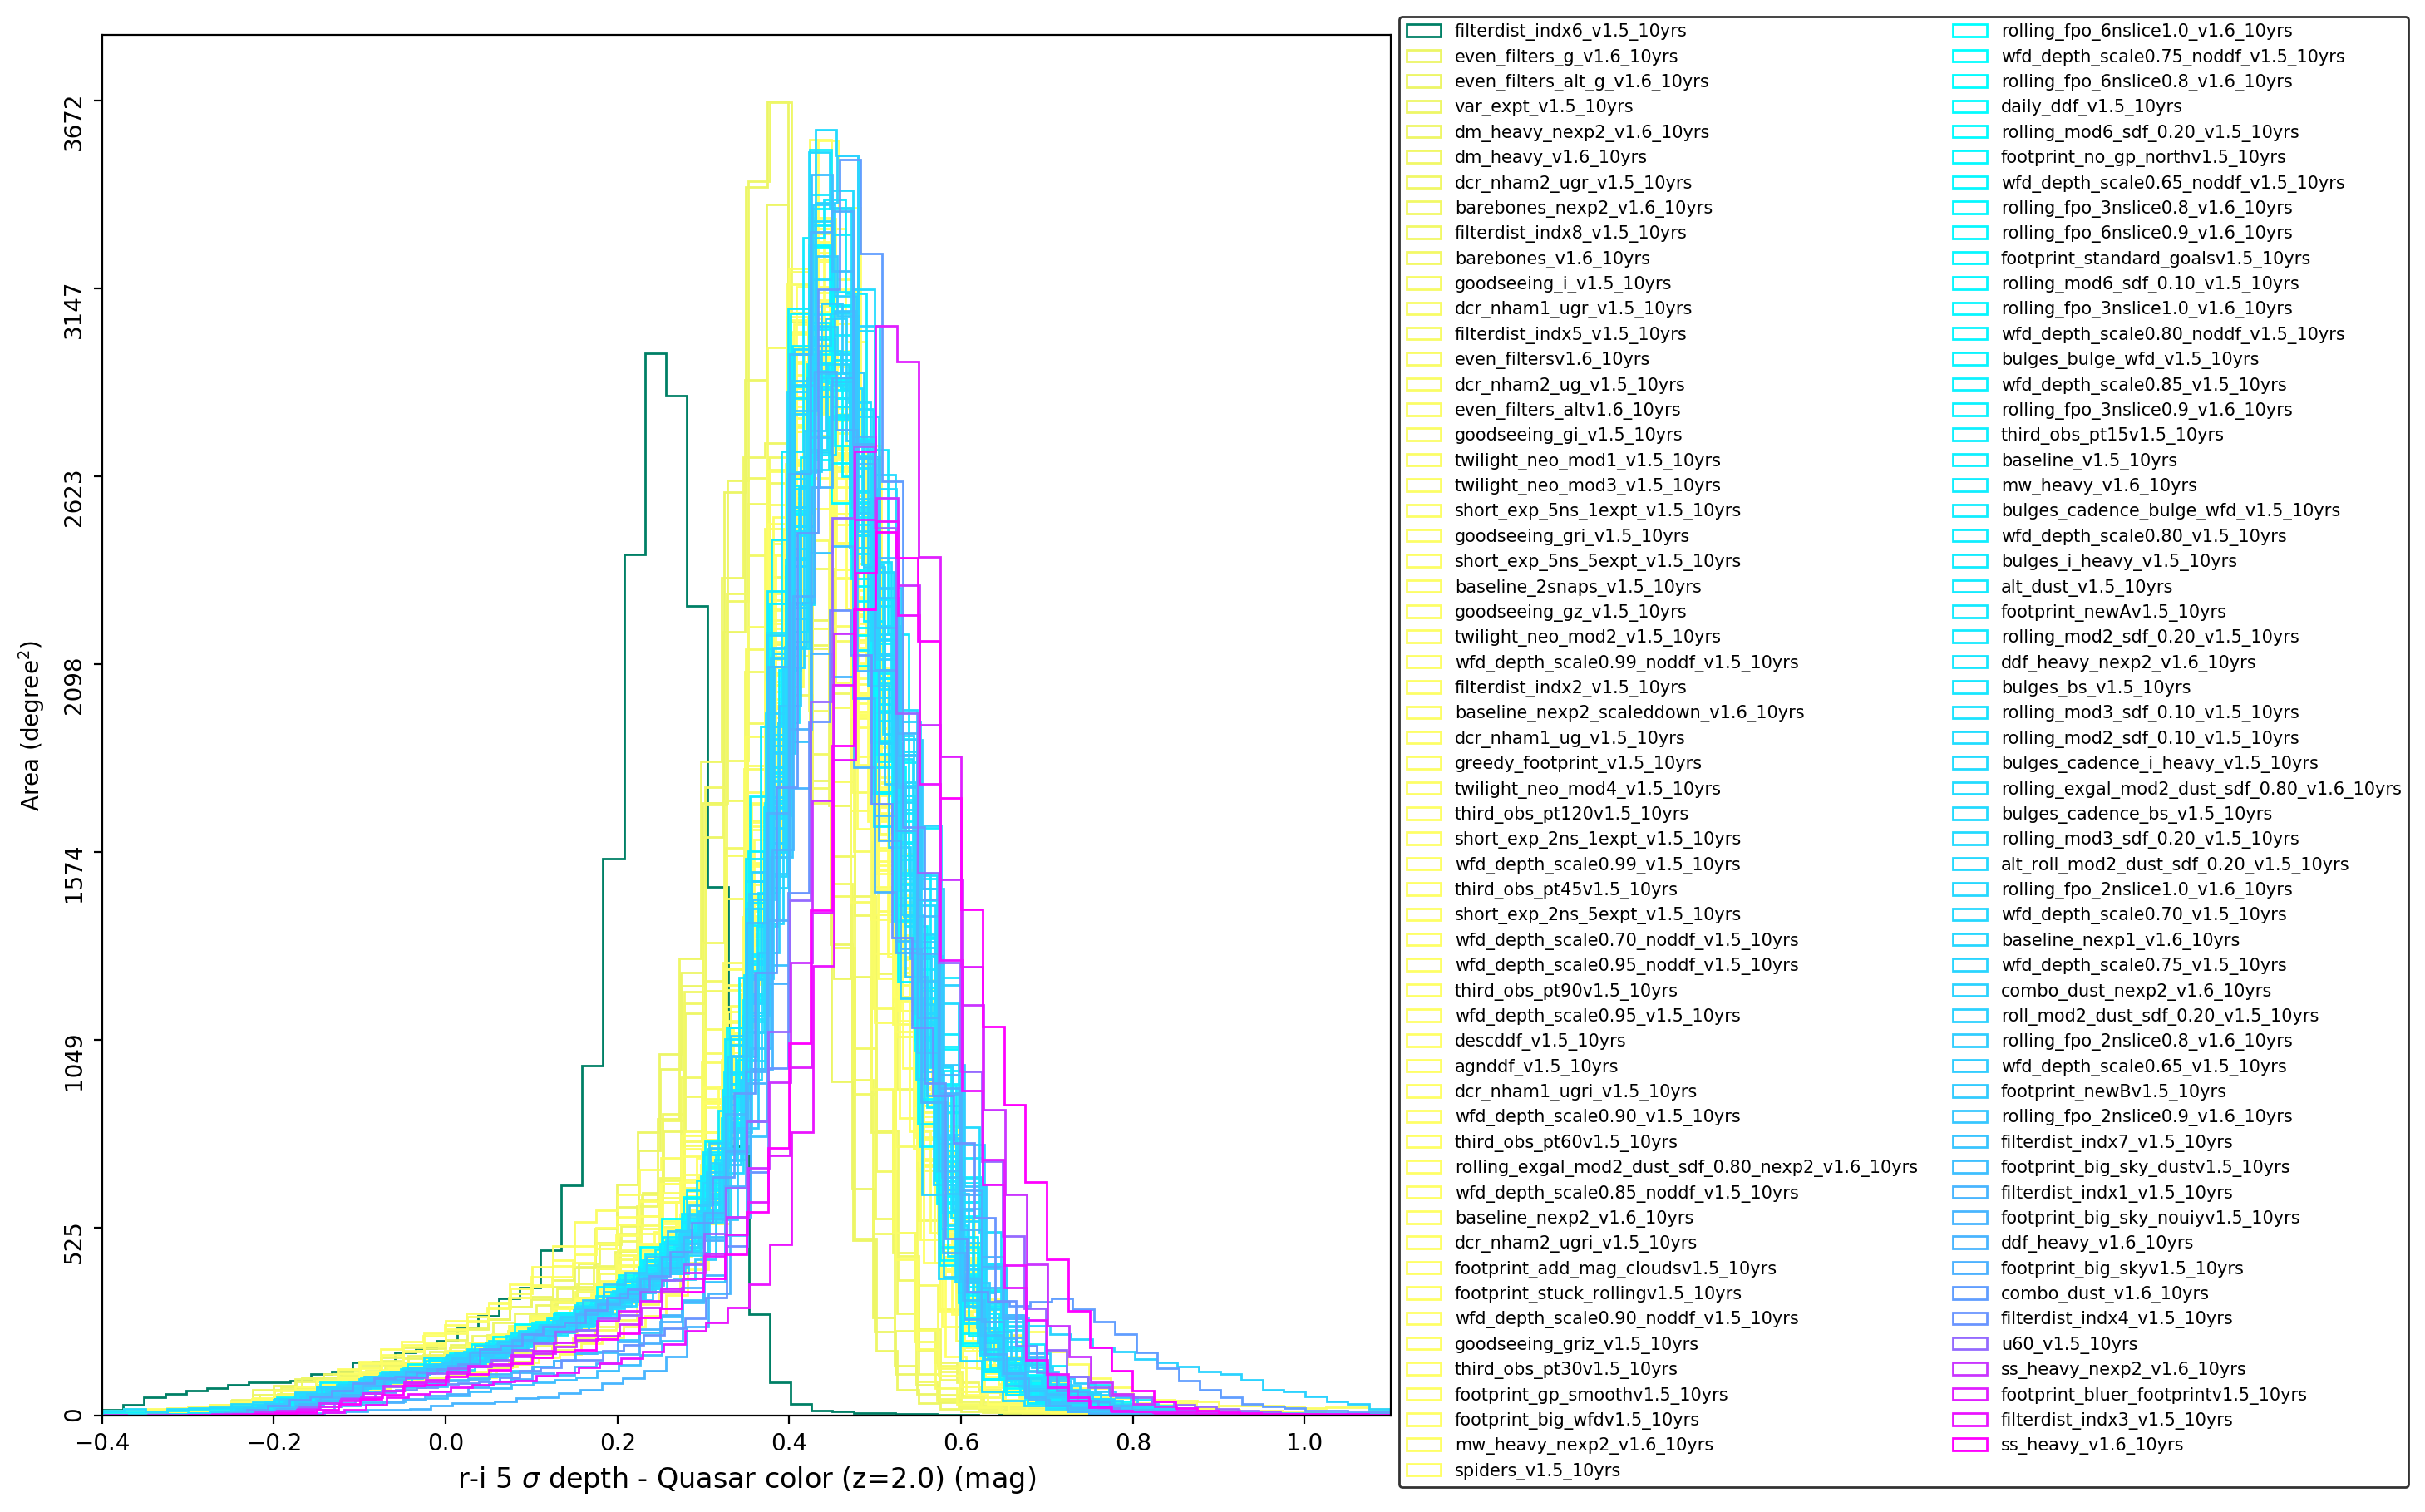 3672
3147
2623
2098
1574
1049
525
0
Area (degree²)
−0.4 −0.2 0.0 0.2 0.4 0.6 0.8 1.0
r-i 5 σ depth - Quasar color (z=2.0) (mag)
filterdist_indx6_v1.5_10yrs
even_filters_g_v1.6_10yrs
even_filters_alt_g_v1.6_10yrs
var_expt_v1.5_10yrs
dm_heavy_nexp2_v1.6_10yrs
dm_heavy_v1.6_10yrs
dcr_nham2_ugr_v1.5_10yrs
barebones_nexp2_v1.6_10yrs
filterdist_indx8_v1.5_10yrs
barebones_v1.6_10yrs
goodseeing_i_v1.5_10yrs
dcr_nham1_ugr_v1.5_10yrs
filterdist_indx5_v1.5_10yrs
even_filtersv1.6_10yrs
dcr_nham2_ug_v1.5_10yrs
even_filters_altv1.6_10yrs
goodseeing_gi_v1.5_10yrs
twilight_neo_mod1_v1.5_10yrs
twilight_neo_mod3_v1.5_10yrs
short_exp_5ns_1expt_v1.5_10yrs
goodseeing_gri_v1.5_10yrs
short_exp_5ns_5expt_v1.5_10yrs
baseline_2snaps_v1.5_10yrs
goodseeing_gz_v1.5_10yrs
twilight_neo_mod2_v1.5_10yrs
wfd_depth_scale0.99_noddf_v1.5_10yrs
filterdist_indx2_v1.5_10yrs
baseline_nexp2_scaleddown_v1.6_10yrs
dcr_nham1_ug_v1.5_10yrs
greedy_footprint_v1.5_10yrs
twilight_neo_mod4_v1.5_10yrs
third_obs_pt120v1.5_10yrs
short_exp_2ns_1expt_v1.5_10yrs
wfd_depth_scale0.99_v1.5_10yrs
third_obs_pt45v1.5_10yrs
short_exp_2ns_5expt_v1.5_10yrs
wfd_depth_scale0.70_noddf_v1.5_10yrs
wfd_depth_scale0.95_noddf_v1.5_10yrs
third_obs_pt90v1.5_10yrs
wfd_depth_scale0.95_v1.5_10yrs
descddf_v1.5_10yrs
agnddf_v1.5_10yrs
dcr_nham1_ugri_v1.5_10yrs
wfd_depth_scale0.90_v1.5_10yrs
third_obs_pt60v1.5_10yrs
rolling_exgal_mod2_dust_sdf_0.80_nexp2_v1.6_10yrs
wfd_depth_scale0.85_noddf_v1.5_10yrs
baseline_nexp2_v1.6_10yrs
dcr_nham2_ugri_v1.5_10yrs
footprint_add_mag_cloudsv1.5_10yrs
footprint_stuck_rollingv1.5_10yrs
wfd_depth_scale0.90_noddf_v1.5_10yrs
goodseeing_griz_v1.5_10yrs
third_obs_pt30v1.5_10yrs
footprint_gp_smoothv1.5_10yrs
footprint_big_wfdv1.5_10yrs
mw_heavy_nexp2_v1.6_10yrs
spiders_v1.5_10yrs
rolling_fpo_6nslice1.0_v1.6_10yrs
wfd_depth_scale0.75_noddf_v1.5_10yrs
rolling_fpo_6nslice0.8_v1.6_10yrs
daily_ddf_v1.5_10yrs
rolling_mod6_sdf_0.20_v1.5_10yrs
footprint_no_gp_northv1.5_10yrs
wfd_depth_scale0.65_noddf_v1.5_10yrs
rolling_fpo_3nslice0.8_v1.6_10yrs
rolling_fpo_6nslice0.9_v1.6_10yrs
footprint_standard_goalsv1.5_10yrs
rolling_mod6_sdf_0.10_v1.5_10yrs
rolling_fpo_3nslice1.0_v1.6_10yrs
wfd_depth_scale0.80_noddf_v1.5_10yrs
bulges_bulge_wfd_v1.5_10yrs
wfd_depth_scale0.85_v1.5_10yrs
rolling_fpo_3nslice0.9_v1.6_10yrs
third_obs_pt15v1.5_10yrs
baseline_v1.5_10yrs
mw_heavy_v1.6_10yrs
bulges_cadence_bulge_wfd_v1.5_10yrs
wfd_depth_scale0.80_v1.5_10yrs
bulges_i_heavy_v1.5_10yrs
alt_dust_v1.5_10yrs
footprint_newAv1.5_10yrs
rolling_mod2_sdf_0.20_v1.5_10yrs
ddf_heavy_nexp2_v1.6_10yrs
bulges_bs_v1.5_10yrs
rolling_mod3_sdf_0.10_v1.5_10yrs
rolling_mod2_sdf_0.10_v1.5_10yrs
bulges_cadence_i_heavy_v1.5_10yrs
rolling_exgal_mod2_dust_sdf_0.80_v1.6_10yrs
bulges_cadence_bs_v1.5_10yrs
rolling_mod3_sdf_0.20_v1.5_10yrs
alt_roll_mod2_dust_sdf_0.20_v1.5_10yrs
rolling_fpo_2nslice1.0_v1.6_10yrs
wfd_depth_scale0.70_v1.5_10yrs
baseline_nexp1_v1.6_10yrs
wfd_depth_scale0.75_v1.5_10yrs
combo_dust_nexp2_v1.6_10yrs
roll_mod2_dust_sdf_0.20_v1.5_10yrs
rolling_fpo_2nslice0.8_v1.6_10yrs
wfd_depth_scale0.65_v1.5_10yrs
footprint_newBv1.5_10yrs
rolling_fpo_2nslice0.9_v1.6_10yrs
filterdist_indx7_v1.5_10yrs
footprint_big_sky_dustv1.5_10yrs
filterdist_indx1_v1.5_10yrs
footprint_big_sky_nouiyv1.5_10yrs
ddf_heavy_v1.6_10yrs
footprint_big_skyv1.5_10yrs
combo_dust_v1.6_10yrs
filterdist_indx4_v1.5_10yrs
u60_v1.5_10yrs
ss_heavy_nexp2_v1.6_10yrs
footprint_bluer_footprintv1.5_10yrs
filterdist_indx3_v1.5_10yrs
ss_heavy_v1.6_10yrs